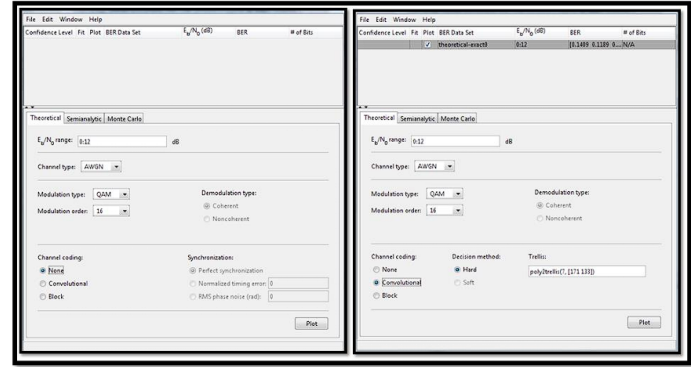 File Edit Window Help
Confidence Level Fit Plot BER Data Set Eb/N0 (dB) BER # of Bits
Theoretical Semianalytic Monte Carlo
Eb/N0 range: 0:12 dB
Channel type: AWGN
Modulation type: QAM
Demodulation type:
Modulation order: 16
Coherent
Noncoherent
Channel coding:
Synchronization:
None
Perfect synchronization
Convolutional
Normalized timing error: 0
Block
RMS phase noise (rad): 0
Plot
File Edit Window Help
Confidence Level Fit Plot BER Data Set Eb/N0 (dB) BER # of Bits
theoretical-exact0 0:12 [0.1409 0.1189 0.... N/A
Theoretical Semianalytic Monte Carlo
Eb/N0 range: 0:12 dB
Channel type: AWGN
Modulation type: QAM
Demodulation type:
Modulation order: 16
Coherent
Noncoherent
Channel coding:
Decision method:
Trellis:
None
Hard
poly2trellis(7, [171 133])
Convolutional
Soft
Block
Plot